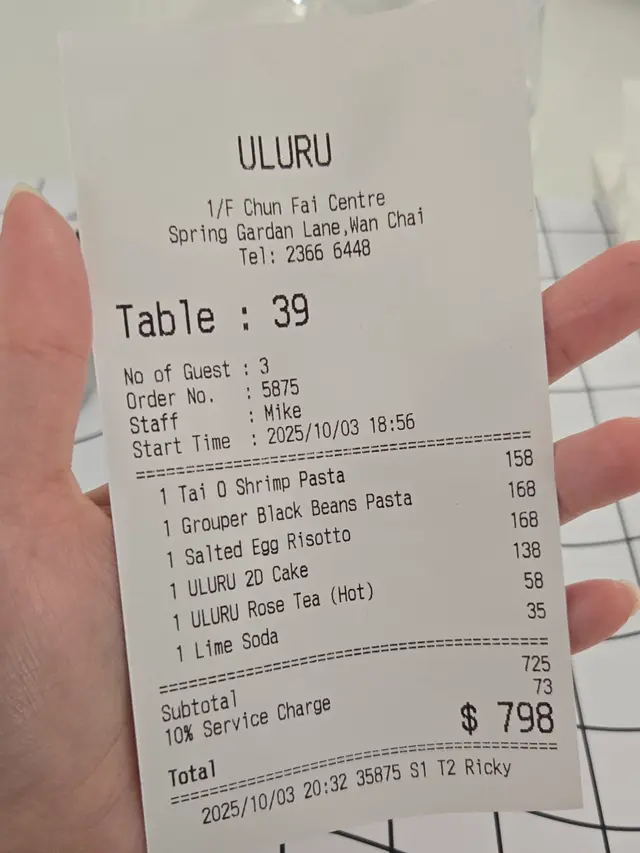 ULURU
1/F Chun Fai Centre
Spring Gardan Lane,Wan Chai
Tel: 2366 6448
Table : 39
No of Guest : 3
Order No. : 5875
Staff : Mike
Start Time : 2025/10/03 18:56
1 Tai O Shrimp Pasta 158
1 Grouper Black Beans Pasta 168
1 Salted Egg Risotto 168
1 ULURU 2D Cake 138
1 ULURU Rose Tea (Hot) 58
1 Lime Soda 35
Subtotal 725
10% Service Charge 73
Total $ 798
2025/10/03 20:32 35875 S1 T2 Ricky